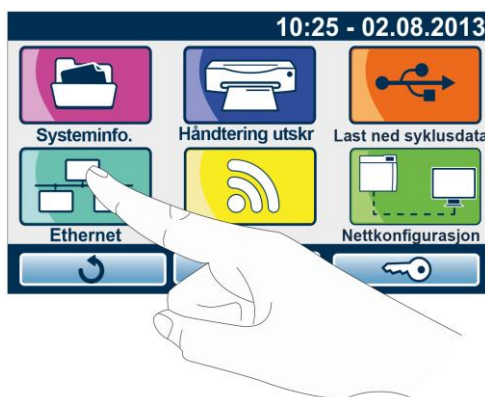 10:25 - 02.08.2013
Systeminfo.
Håndtering utskr
Last ned syklusdata
Ethernet
Nettkonfigurasjon